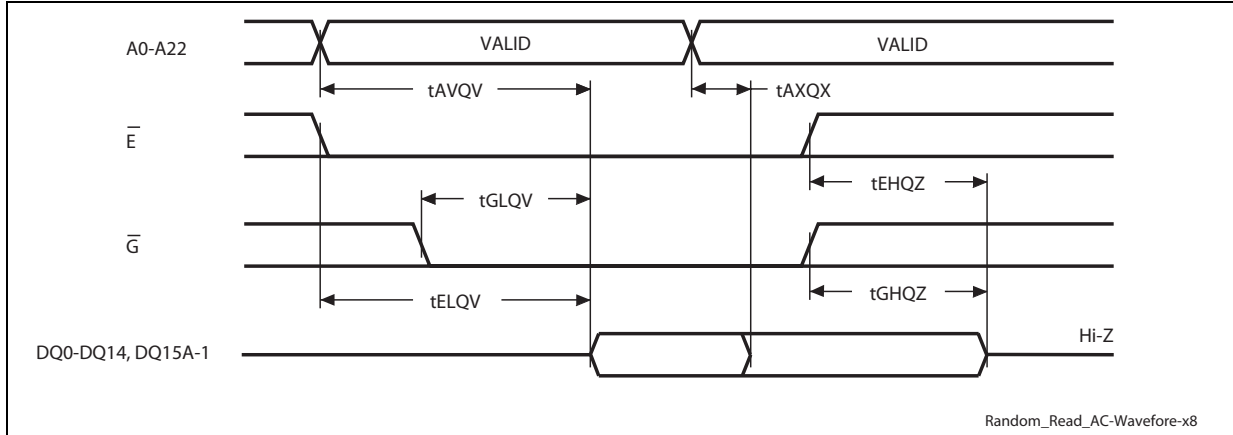 A0-A22
VALID
VALID
tAVQV
tAXQX
E
tEHQZ
tGLQV
G
tGHQZ
tELQV
Hi-Z
DQ0-DQ14, DQ15A-1
Random_Read_AC-Wavefore-x8